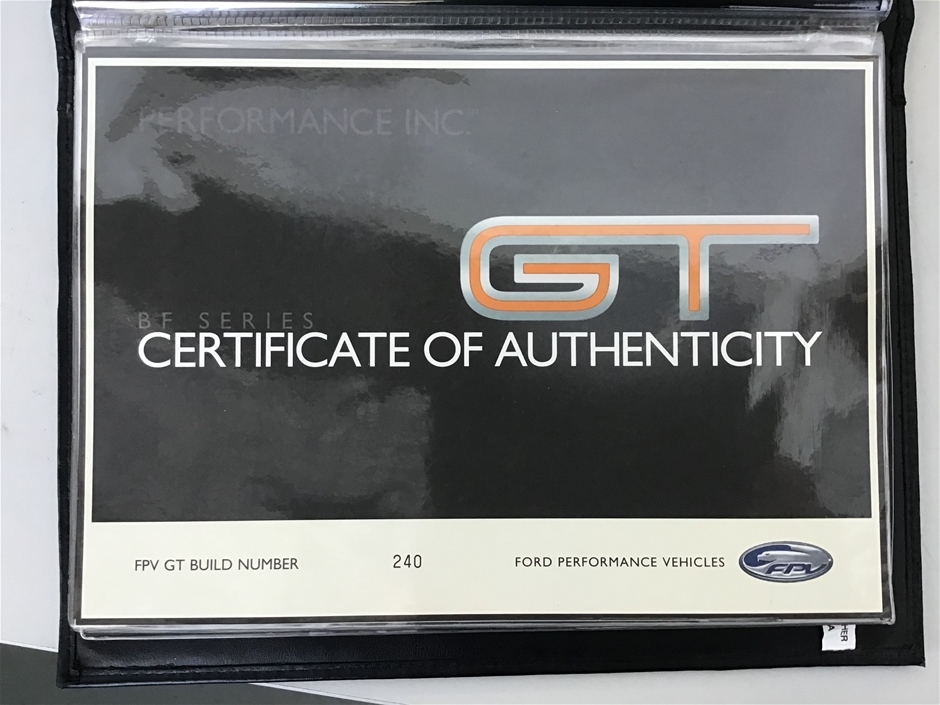 PERFORMANCE INC.
GT
BF SERIES
CERTIFICATE OF AUTHENTICITY
FPV GT BUILD NUMBER 240 FORD PERFORMANCE VEHICLES FPV